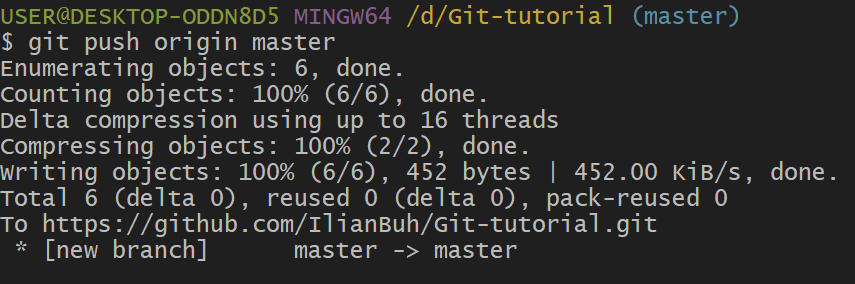 USER@DESKTOP-ODDN8D5 MINGW64 /d/Git-tutorial (master)
$ git push origin master
Enumerating objects: 6, done.
Counting objects: 100% (6/6), done.
Delta compression using up to 16 threads
Compressing objects: 100% (2/2), done.
Writing objects: 100% (6/6), 452 bytes | 452.00 KiB/s, done.
Total 6 (delta 0), reused 0 (delta 0), pack-reused 0
To https://github.com/IlianBuh/Git-tutorial.git
 * [new branch]      master -> master